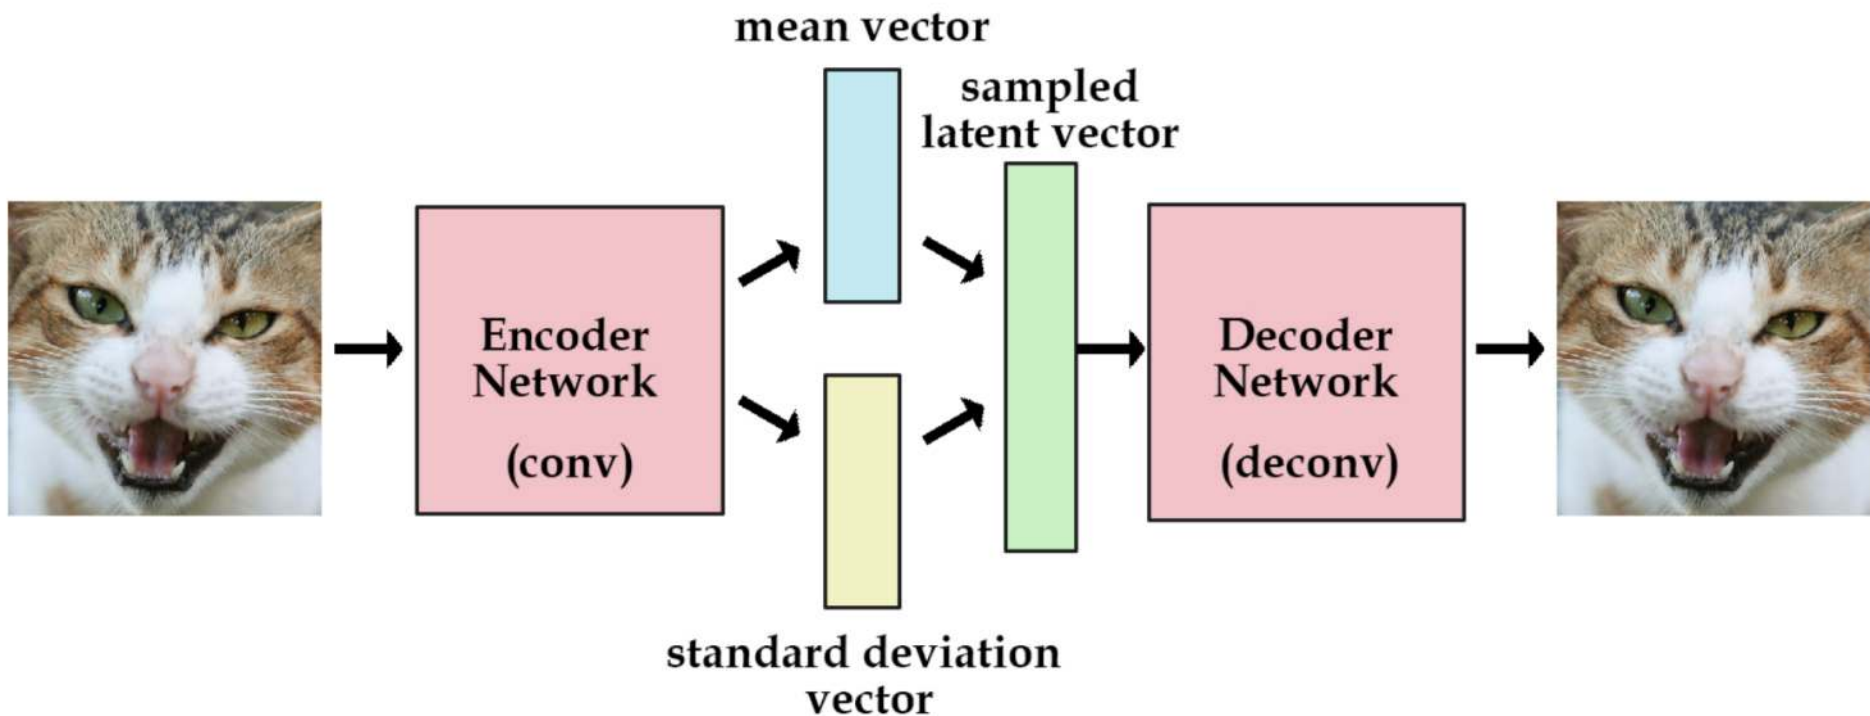 mean vector
sampled
latent vector
Encoder
Network
(conv)
Decoder
Network
(deconv)
standard deviation
vector